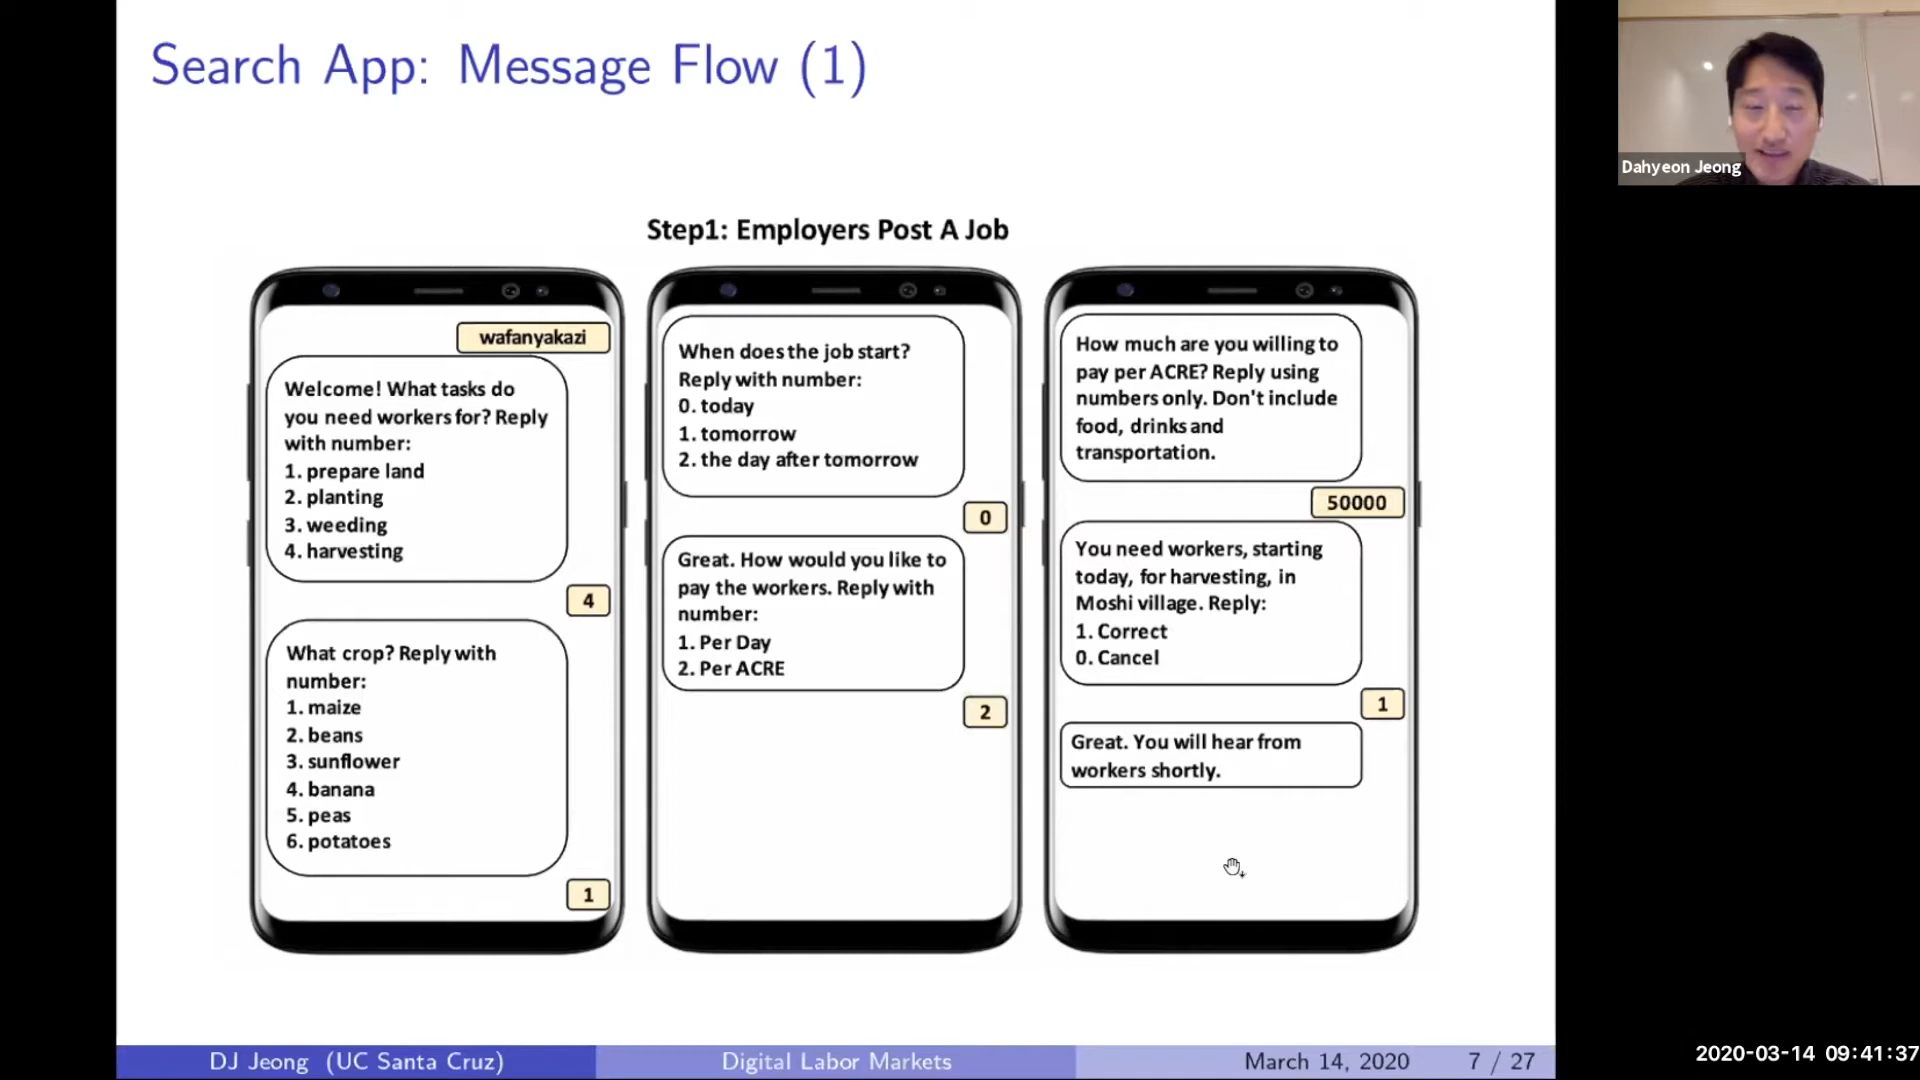 Search App: Message Flow (1)
Dahyeon Jeong
Step1: Employers Post A Job
wafanyakazi
Welcome! What tasks do
you need workers for? Reply
with number:
1. prepare land
2. planting
3. weeding
4. harvesting
4
What crop? Reply with
number:
1. maize
2. beans
3. sunflower
4. banana
5. peas
6. potatoes
1
When does the job start?
Reply with number:
0. today
1. tomorrow
2. the day after tomorrow
0
Great. How would you like to
pay the workers. Reply with
number:
1. Per Day
2. Per ACRE
2
How much are you willing to
pay per ACRE? Reply using
numbers only. Don't include
food, drinks and
transportation.
50000
You need workers, starting
today, for harvesting, in
Moshi village. Reply:
1. Correct
0. Cancel
1
Great. You will hear from
workers shortly.
DJ Jeong (UC Santa Cruz)
Digital Labor Markets
March 14, 2020
7 / 27
2020-03-14 09:41:37